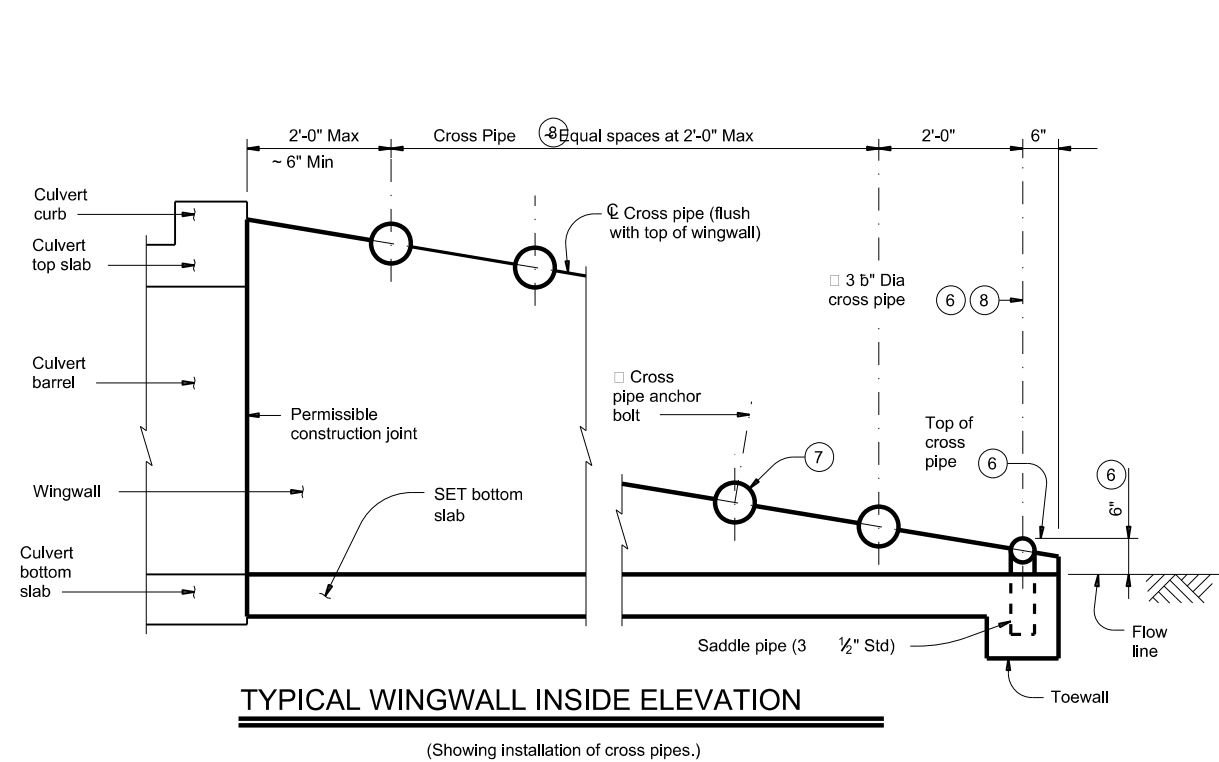 2'-0" Max
~ 6" Min
Cross Pipe ~ Equal spaces at 2'-0" Max
8
2'-0"
6"
Culvert
curb
Culvert
top slab
℄ Cross pipe (flush
with top of wingwall)
□ 3 " Dia
cross pipe
6
8
Culvert
barrel
□ Cross
pipe anchor
bolt
Permissible
construction joint
Top of
cross
pipe
6
7
6
6"
Wingwall
SET bottom
slab
Culvert
bottom
slab
Saddle pipe (3 ½" Std)
Flow
line
Toewall
TYPICAL WINGWALL INSIDE ELEVATION
(Showing installation of cross pipes.)